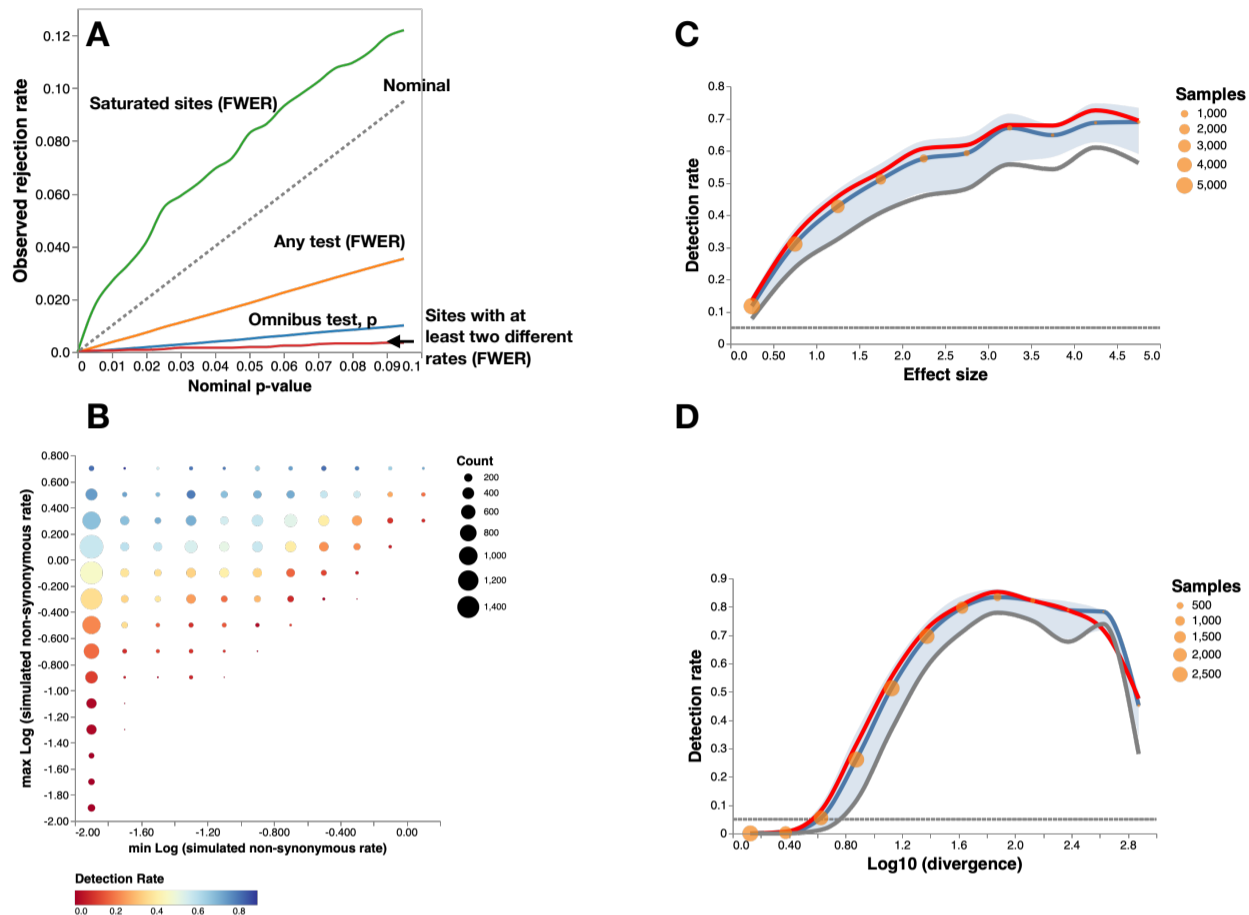 A
0.12
0.10
0.080
0.060
0.040
0.020
0.0
Observed rejection rate
Saturated sites (FWER)
Nominal
Any test (FWER)
Omnibus test, p
Sites with at
least two different
rates (FWER)
0 0.01 0.02 0.03 0.04 0.05 0.06 0.07 0.08 0.09 0.1
Nominal p-value
B
0.800
0.600
0.400
0.200
0.00
-0.200
-0.400
-0.600
-0.800
-1.00
-1.20
-1.40
-1.60
-1.80
-2.00
max Log (simulated non-synonymous rate)
-2.00 -1.60 -1.20 -0.800 -0.400 0.00
min Log (simulated non-synonymous rate)
Count
200
400
600
800
1,000
1,200
1,400
Detection Rate
0.0 0.2 0.4 0.6 0.8
C
0.8
0.7
0.6
0.5
0.4
0.3
0.2
0.1
0
Detection rate
0.0 0.50 1.0 1.5 2.0 2.5 3.0 3.5 4.0 4.5 5.0
Effect size
Samples
1,000
2,000
3,000
4,000
5,000
D
0.9
0.8
0.7
0.6
0.5
0.4
0.3
0.2
0.1
0
Detection rate
0.0 0.40 0.80 1.2 1.6 2.0 2.4 2.8
Log10 (divergence)
Samples
500
1,000
1,500
2,000
2,500